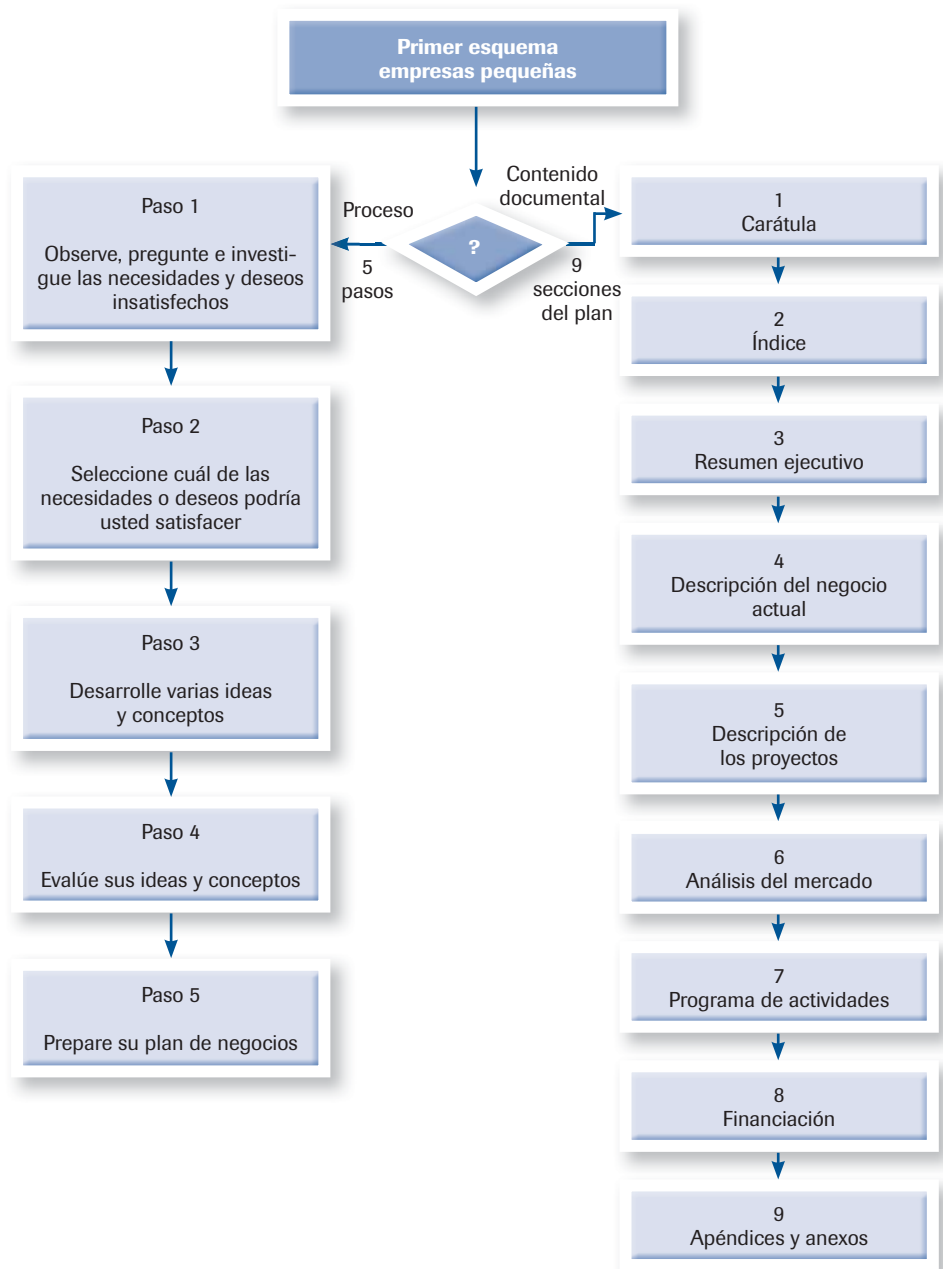 Primer esquema
empresas pequeñas
Proceso
5
pasos
?
Contenido
documental
9
secciones
del plan
Paso 1
Observe, pregunte e investi-
gue las necesidades y deseos
insatisfechos
Paso 2
Seleccione cuál de las
necesidades o deseos podría
usted satisfacer
Paso 3
Desarrolle varias ideas
y conceptos
Paso 4
Evalúe sus ideas y conceptos
Paso 5
Prepare su plan de negocios
1
Carátula
2
Índice
3
Resumen ejecutivo
4
Descripción del negocio
actual
5
Descripción de
los proyectos
6
Análisis del mercado
7
Programa de actividades
8
Financiación
9
Apéndices y anexos